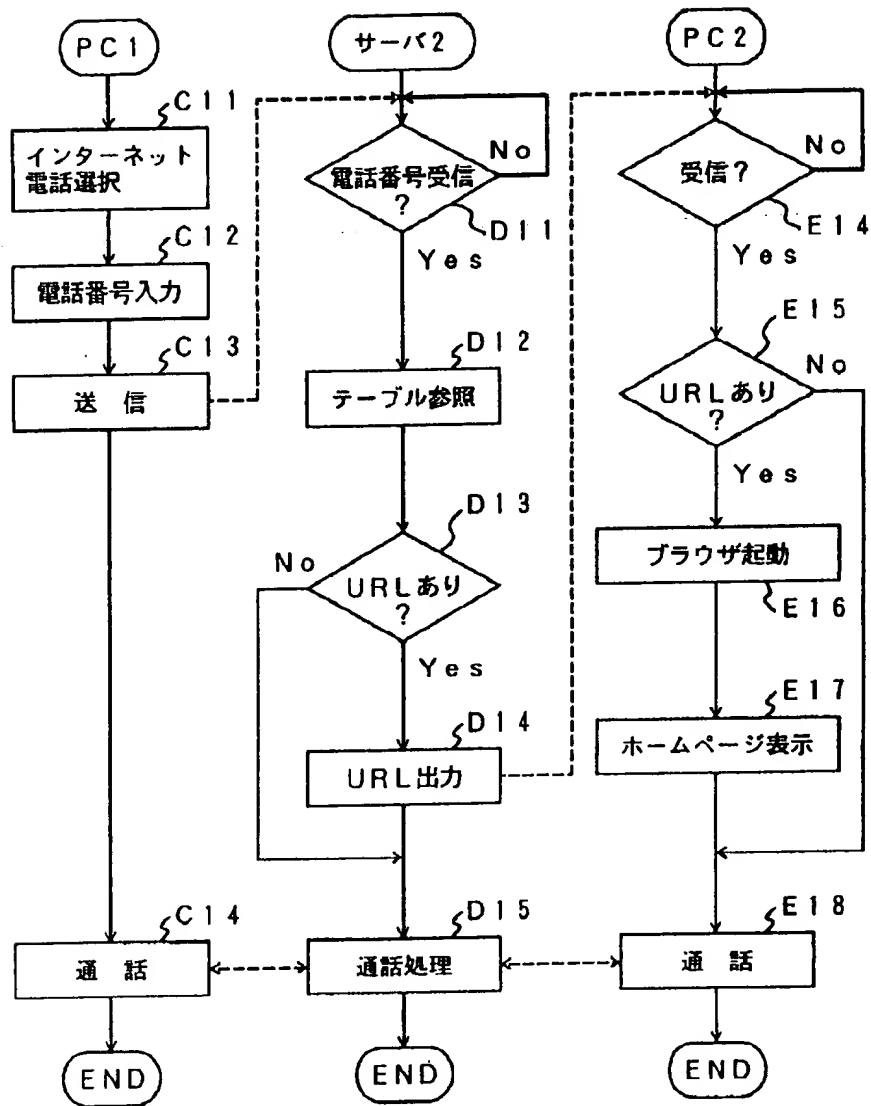 PC1
C11
インターネット
電話選択
C12
電話番号入力
C13
送 信
C14
通 話
END
サーバ2
電話番号受信
?
No
D11
Yes
D12
テーブル参照
D13
No
URLあり
?
Yes
D14
URL出力
D15
通話処理
END
PC2
受信?
No
E14
Yes
E15
No
URLあり
?
Yes
ブラウザ起動
E16
E17
ホームページ表示
E18
通 話
END